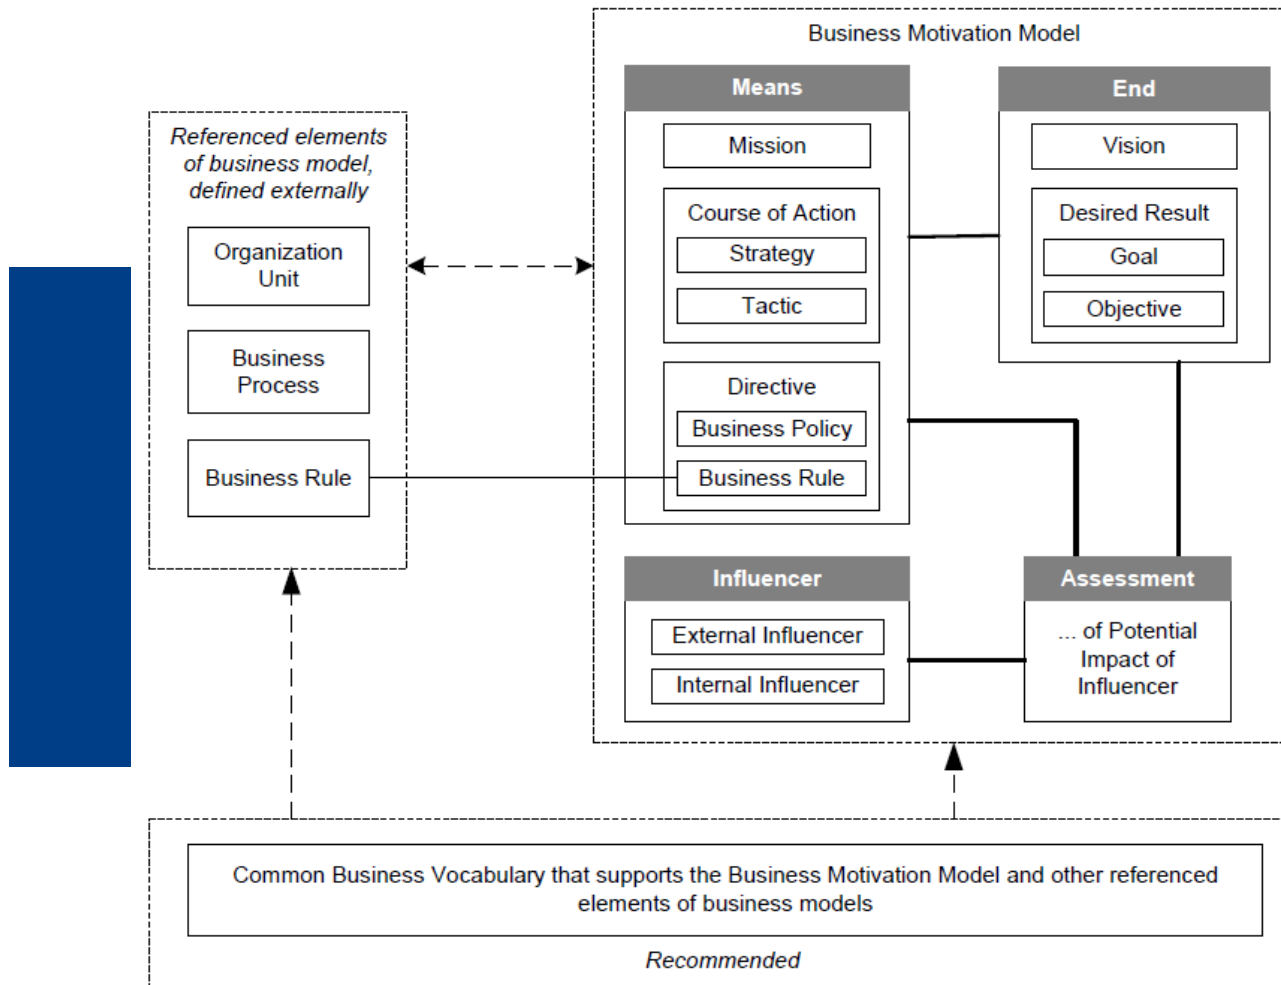 Business Motivation Model
Referenced elements
of business model,
defined externally
Organization
Unit
Business
Process
Business Rule
Means
Mission
Course of Action
Strategy
Tactic
Directive
Business Policy
Business Rule
End
Vision
Desired Result
Goal
Objective
Influencer
External Influencer
Internal Influencer
Assessment
... of Potential
Impact of
Influencer
Common Business Vocabulary that supports the Business Motivation Model and other referenced
elements of business models
Recommended